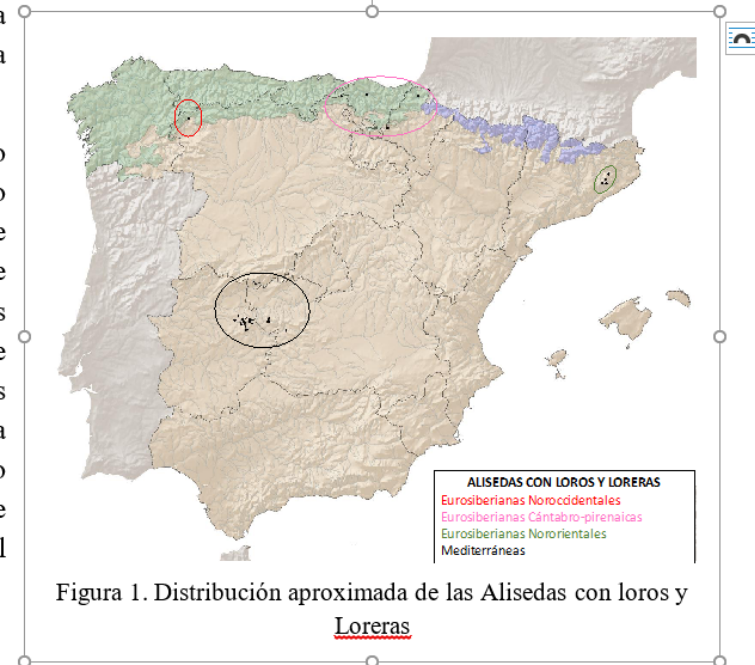 a
a
o
o
e
e
s
e
s
a
o
e
l
ALISEDAS CON LOROS Y LORERAS
Eurosiberianas Noroccidentales
Eurosiberianas Cántabro-pirenaicas
Eurosiberianas Nororientales
Mediterráneas
Figura 1. Distribución aproximada de las Alisedas con loros y
Loreras